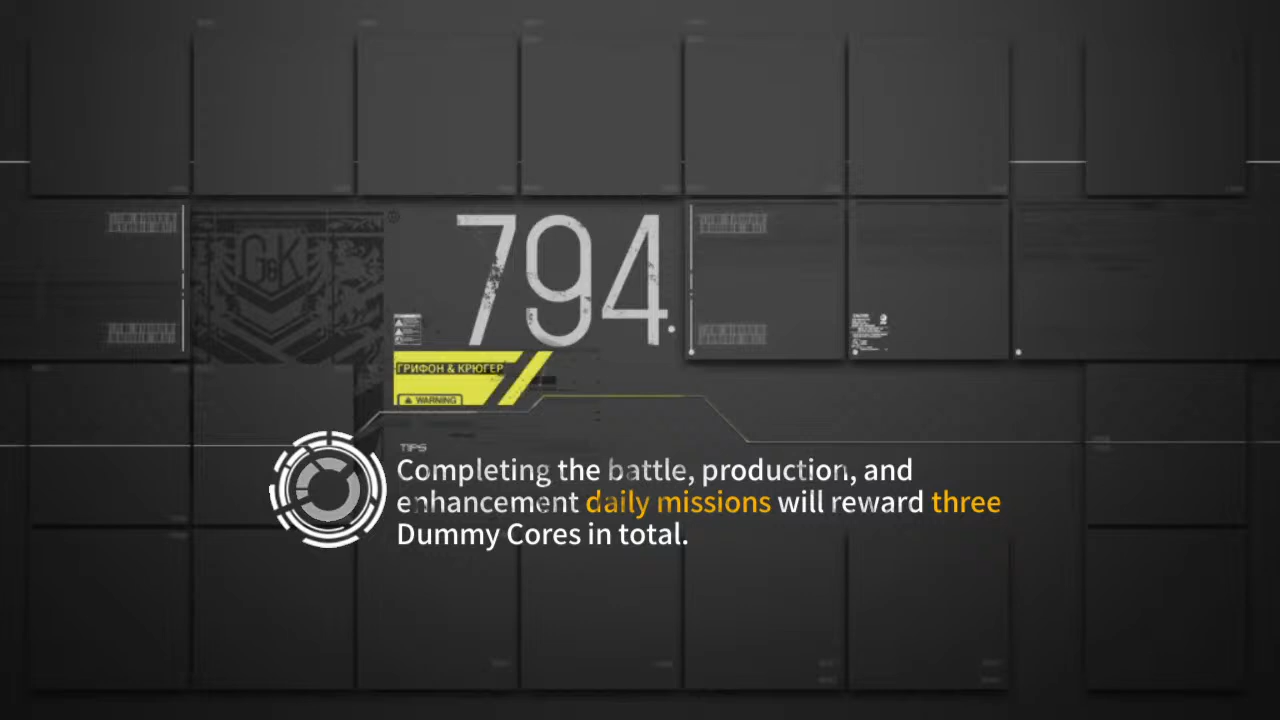 G&K
794.
ГРИФОН & КРЮГЕР
WARNING
TIPS
Completing the battle, production, and
enhancement daily missions will reward three
Dummy Cores in total.